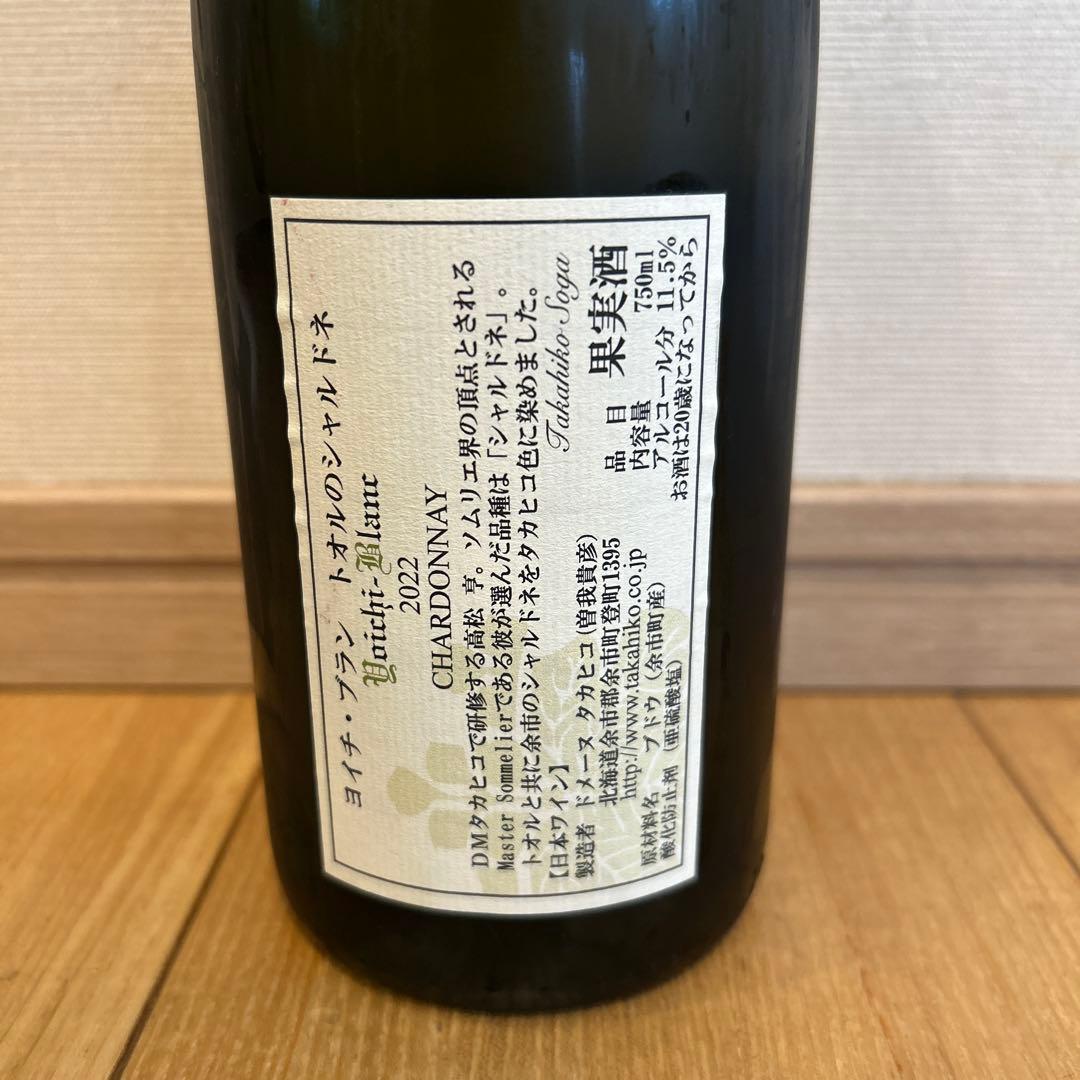 ヨイチ・ブラン　トオルのシャルドネ
Yoichi-Blanc
2022
CHARDONNAY
DMタカヒコで研修する高松 亨。ソムリエ界の頂点とされる
Master Sommelierである彼が選んだ品種は「シャルドネ」。
トオルと共に余市のシャルドネをタカヒコ色に染めました。
Takahiko Soga
【日本ワイン】
製造者 ドメーヌ タカヒコ(曽我貴彦)
北海道余市郡余市町登町1395
http://www.takahiko.co.jp
原材料名 ブドウ（余市町産）
酸化防止剤（亜硫酸塩）
品目 果実酒
内容量 750ml
アルコール分 11.5%
お酒は20歳になってから